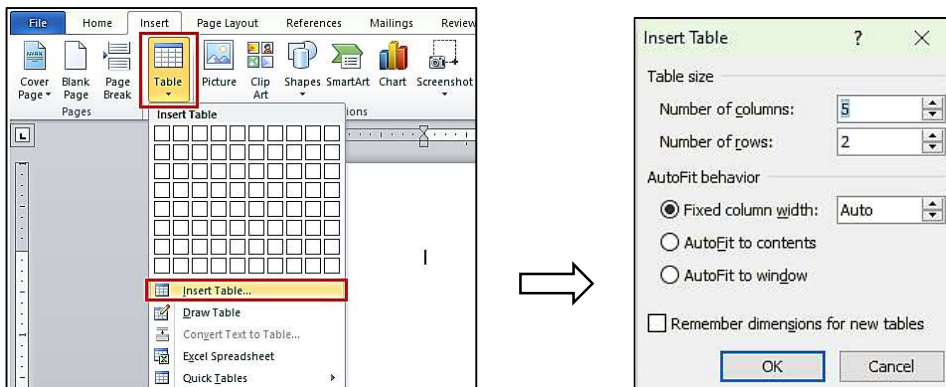 File Home Insert Page Layout References Mailings Review
Cover Page Blank Page Page Break Table Picture Clip Art Shapes SmartArt Chart Screenshot
Pages
ions
Insert Table
Insert Table...
Draw Table
Convert Text to Table...
Excel Spreadsheet
Quick Tables
Insert Table ? X
Table size
Number of columns: 5
Number of rows: 2
AutoFit behavior
Fixed column width: Auto
AutoFit to contents
AutoFit to window
Remember dimensions for new tables
OK Cancel